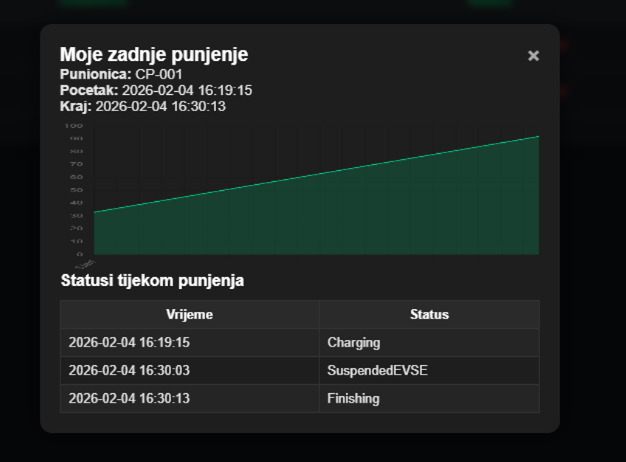 Moje zadnje punjenje
×
Punionica: CP-001
Pocetak: 2026-02-04 16:19:15
Kraj: 2026-02-04 16:30:13
100
90
80
70
60
50
40
30
20
10
0
Statusi tijekom punjenja
Vrijeme Status
2026-02-04 16:19:15 Charging
2026-02-04 16:30:03 SuspendedEVSE
2026-02-04 16:30:13 Finishing